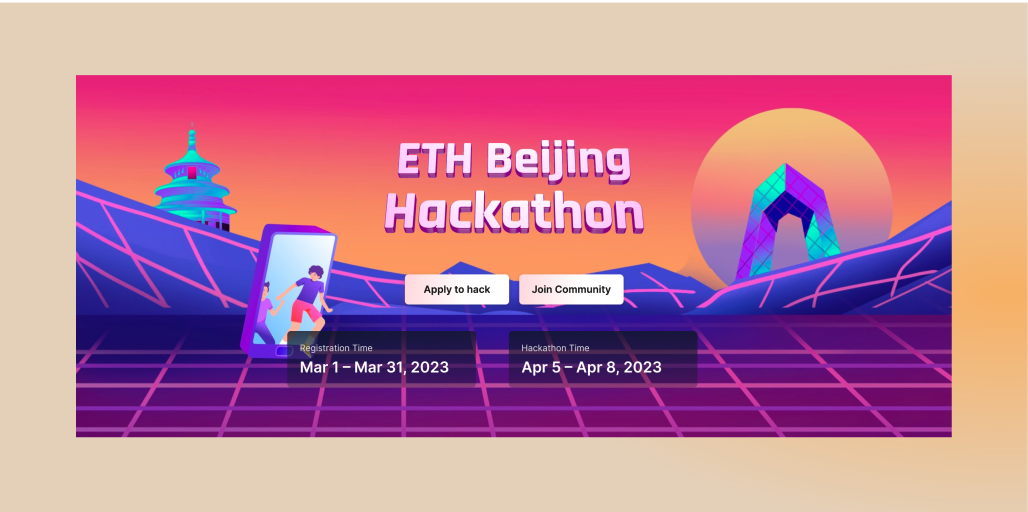 ETH Beijing
Hackathon
Apply to hack
Join Community
Registration Time
Mar 1 – Mar 31, 2023
Hackathon Time
Apr 5 – Apr 8, 2023